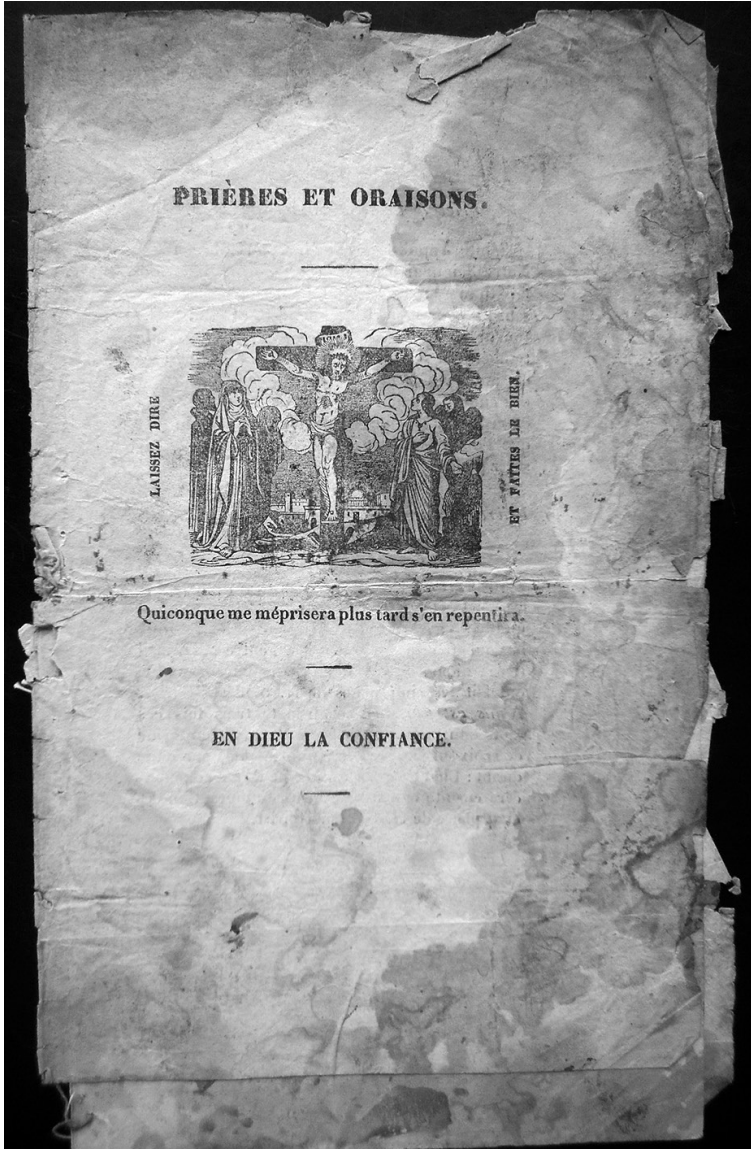 PRIÈRES ET ORAISONS.
LAISSEZ DIRE
ET FAITES LE BIEN.
Quiconque me méprisera plus tard s'en repentira.
EN DIEU LA CONFIANCE.